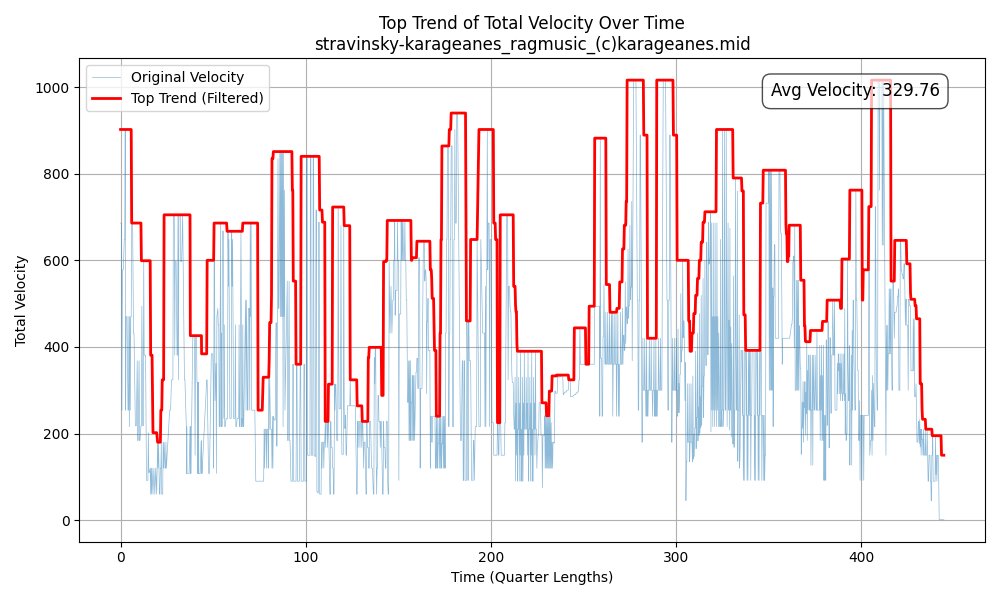 Top Trend of Total Velocity Over Time
stravinsky-karageanes_ragmusic_(c)karageanes.mid
Original Velocity
Top Trend (Filtered)
Avg Velocity: 329.76
Total Velocity
1000
800
600
400
200
0
0 100 200 300 400
Time (Quarter Lengths)